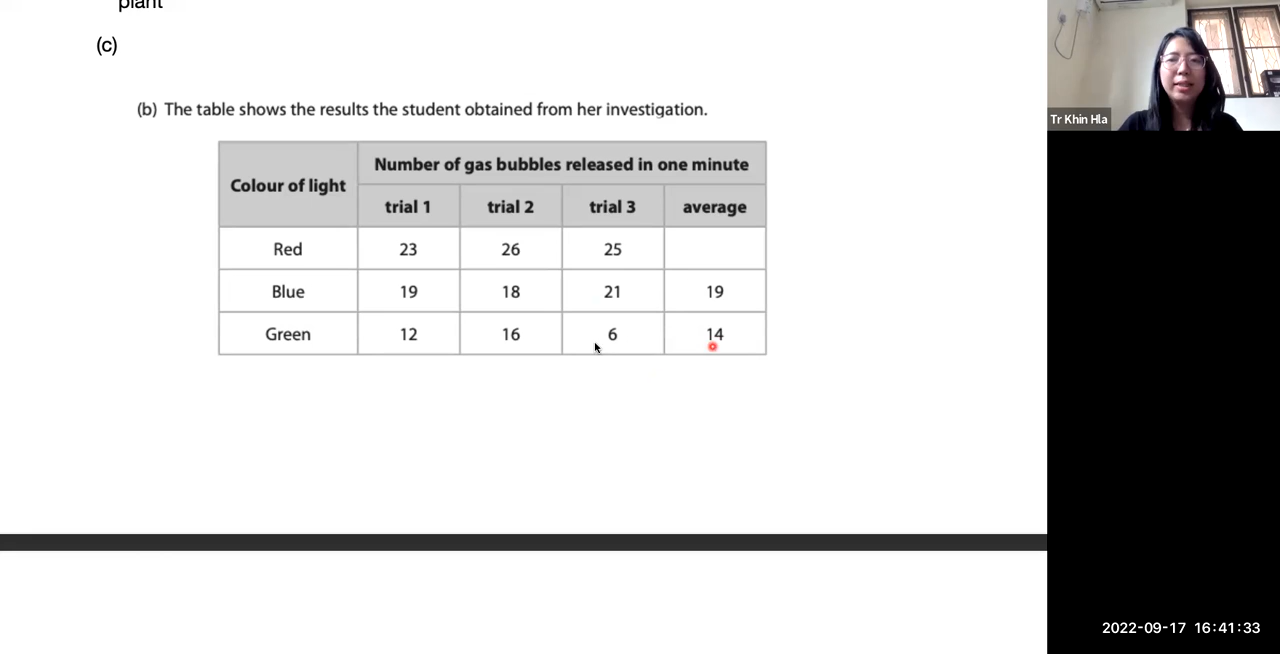 plant
(c)
(b) The table shows the results the student obtained from her investigation.
Colour of light
Number of gas bubbles released in one minute
trial 1 trial 2 trial 3 average
Red 23 26 25
Blue 19 18 21 19
Green 12 16 6 14
Tr Khin Hla
2022-09-17 16:41:33